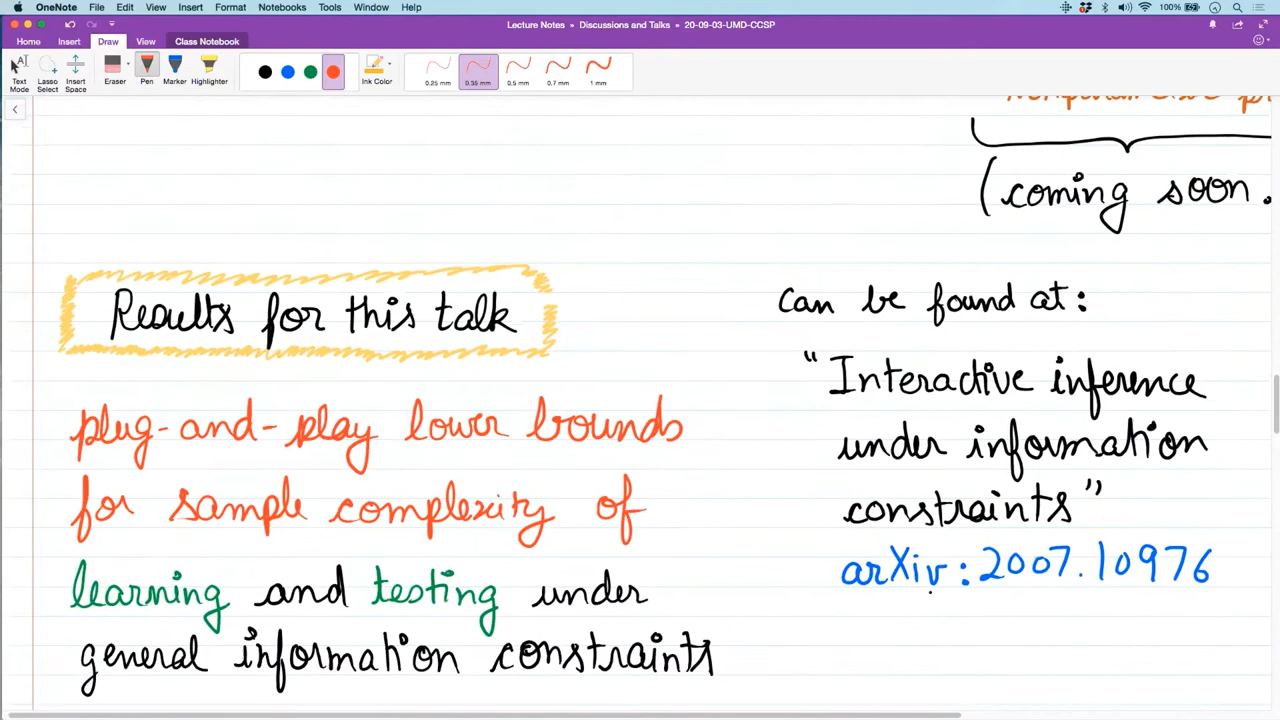 OneNote File Edit View Insert Format Notebooks Tools Window Help 100%
Lecture Notes » Discussions and Talks » 20-09-03-UMD-CCSP
Home Insert Draw View Class Notebook
Text Mode Lasso Select Insert Space Eraser Pen Marker Highlighter Ink Color 0.25 mm 0.35 mm 0.5 mm 0.7 mm 1 mm
(coming soon.
Results for this talk
plug-and-play lower bounds
for sample complexity of
learning and testing under
general information constraints
can be found at:
"Interactive inference
under information
constraints"
arXiv:2007.10976